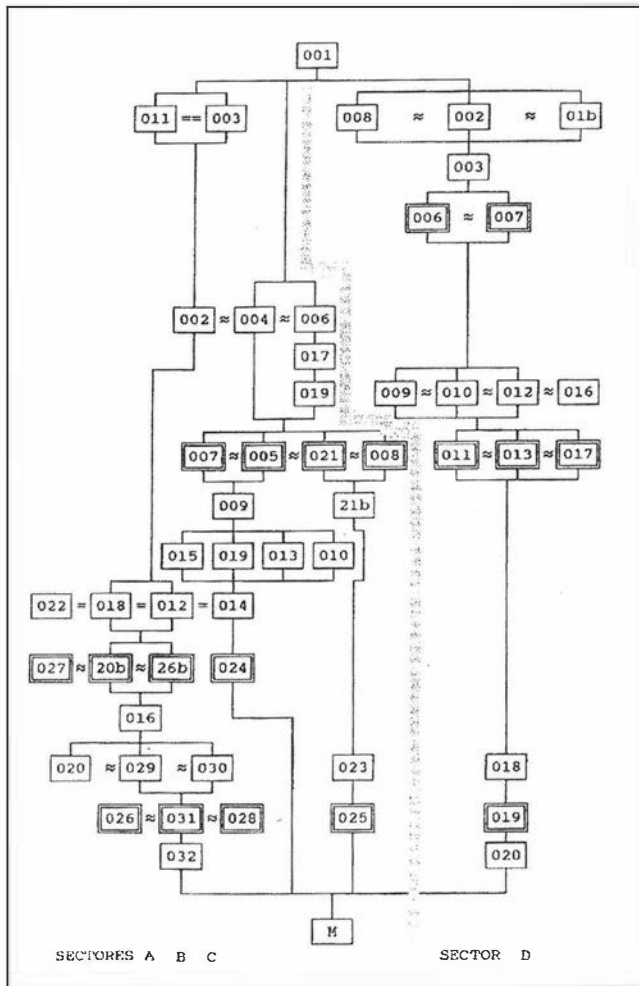 001
011 == 003
008 ≈ 002 ≈ 01b
003
006 ≈ 007
002 ≈ 004 ≈ 006
017
019
009 ≈ 010 ≈ 012 ≈ 016
007 ≈ 005 ≈ 021 ≈ 008
011 ≈ 013 ≈ 017
009
21b
015 019 013 010
022 = 018 = 012 = 014
027 ≈ 20b ≈ 26b
024
016
020 ≈ 029 ≈ 030
023
018
026 ≈ 031 ≈ 028
025
019
032
020
M
SECTORES A B C
SECTOR D